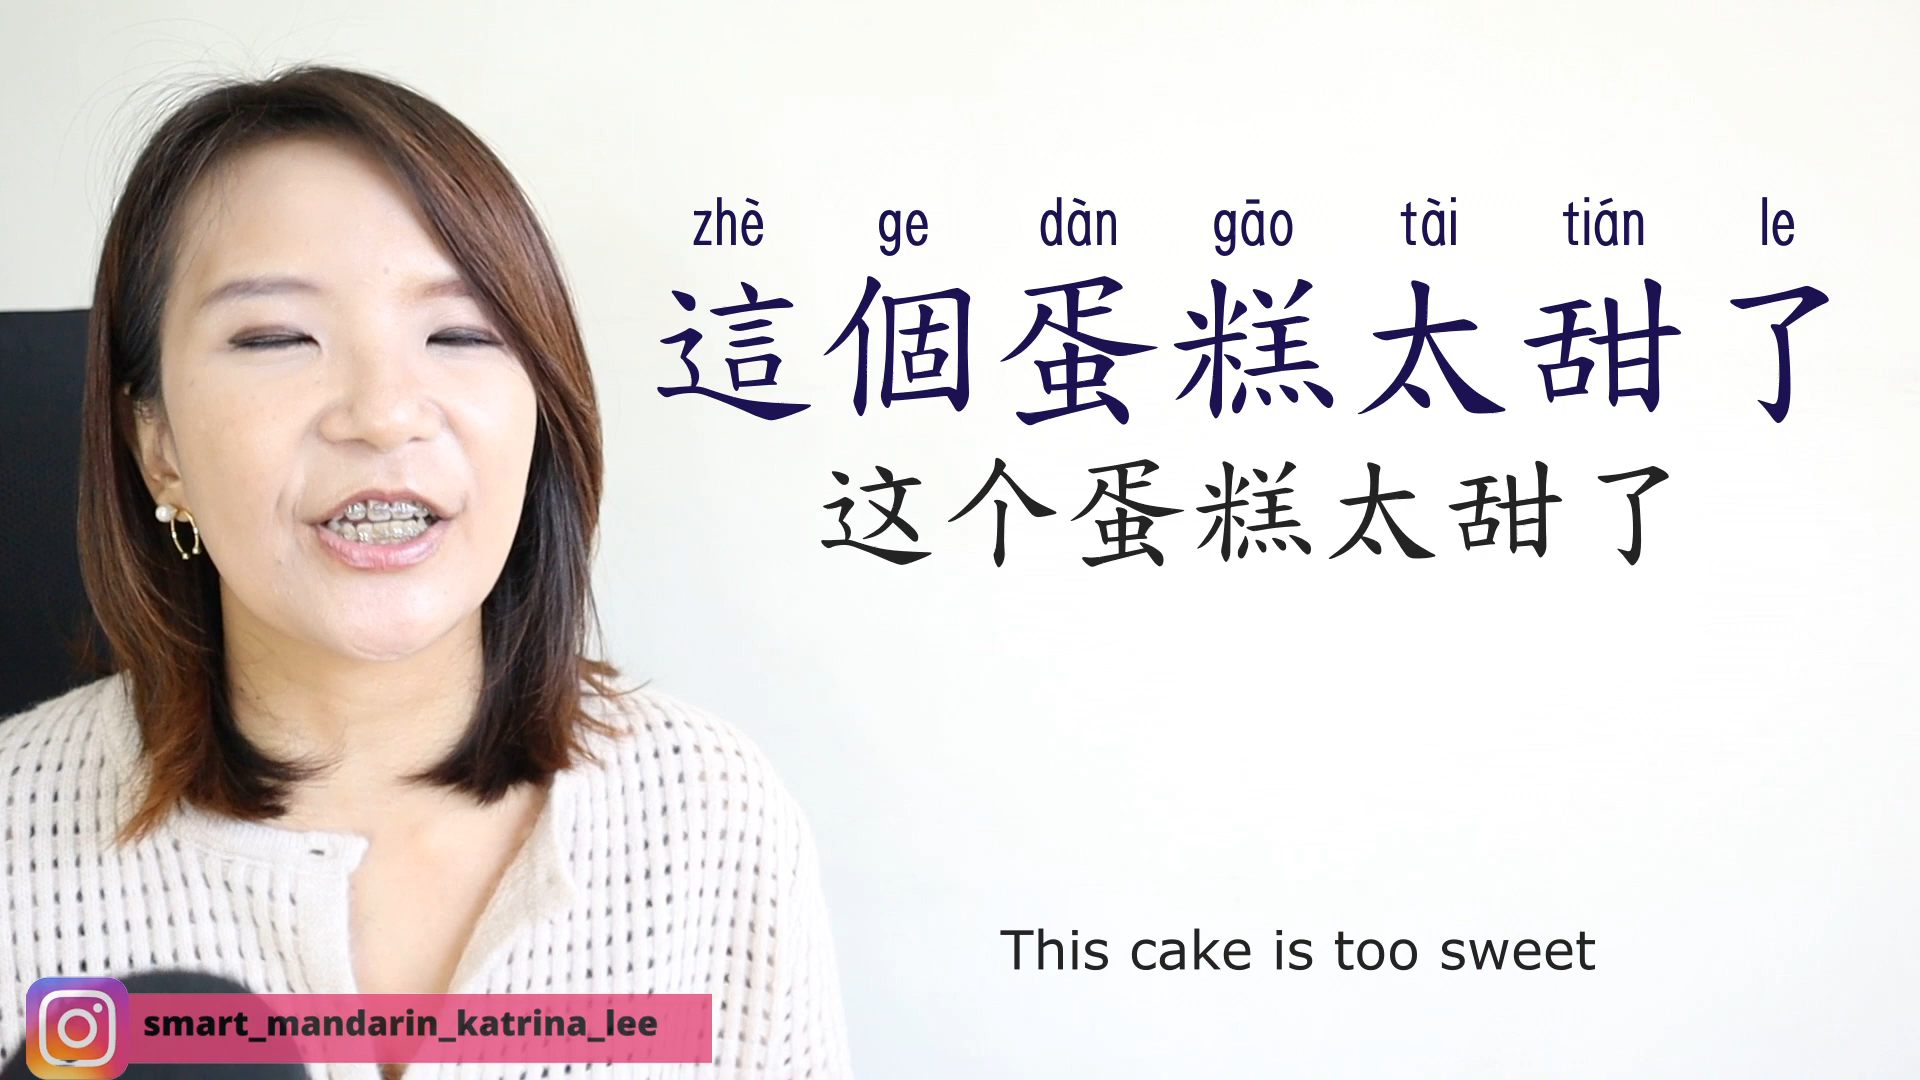 zhè ge dàn gāo tài tián le
這個蛋糕太甜了
这个蛋糕太甜了
This cake is too sweet
smart_mandarin_katrina_lee